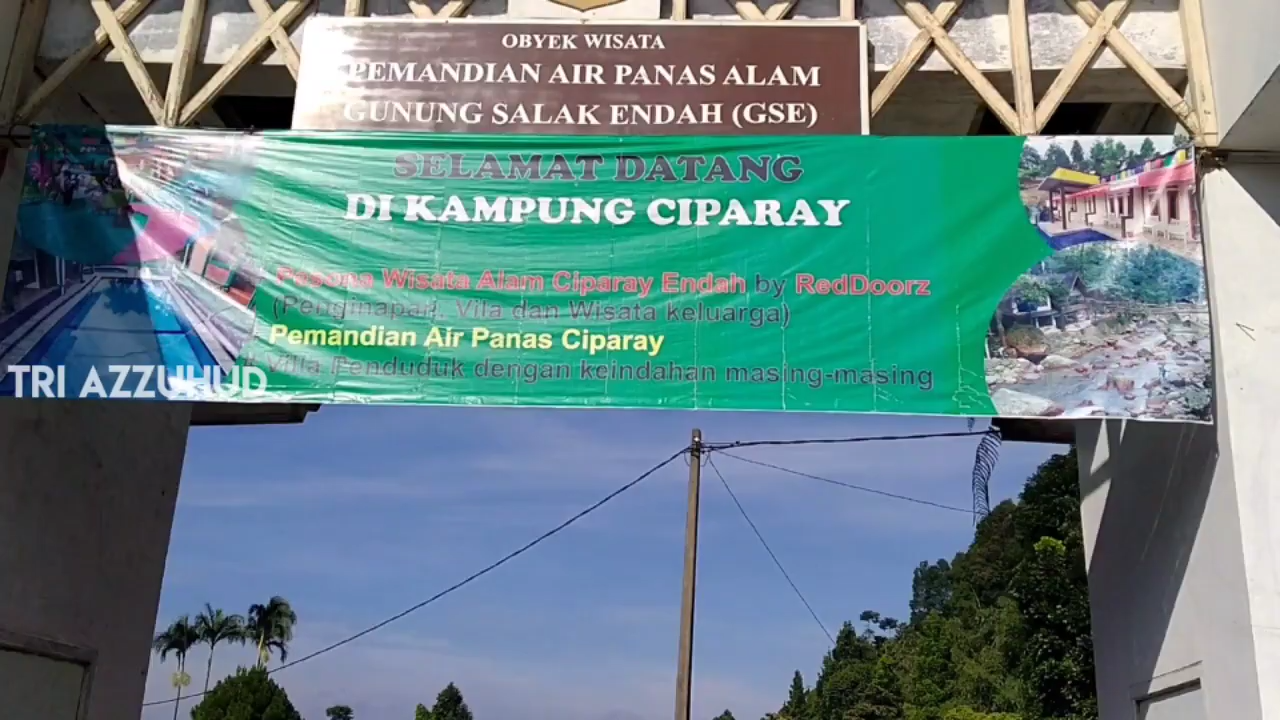 OBYEK WISATA
PEMANDIAN AIR PANAS ALAM
GUNUNG SALAK ENDAH (GSE)
SELAMAT DATANG
DI KAMPUNG CIPARAY
Pesona Wisata Alam Ciparay Endah by RedDoorz
(Penginapan, Vila dan Wisata keluarga)
Pemandian Air Panas Ciparay
Villa Penduduk dengan keindahan masing-masing
TRI AZZUHUD